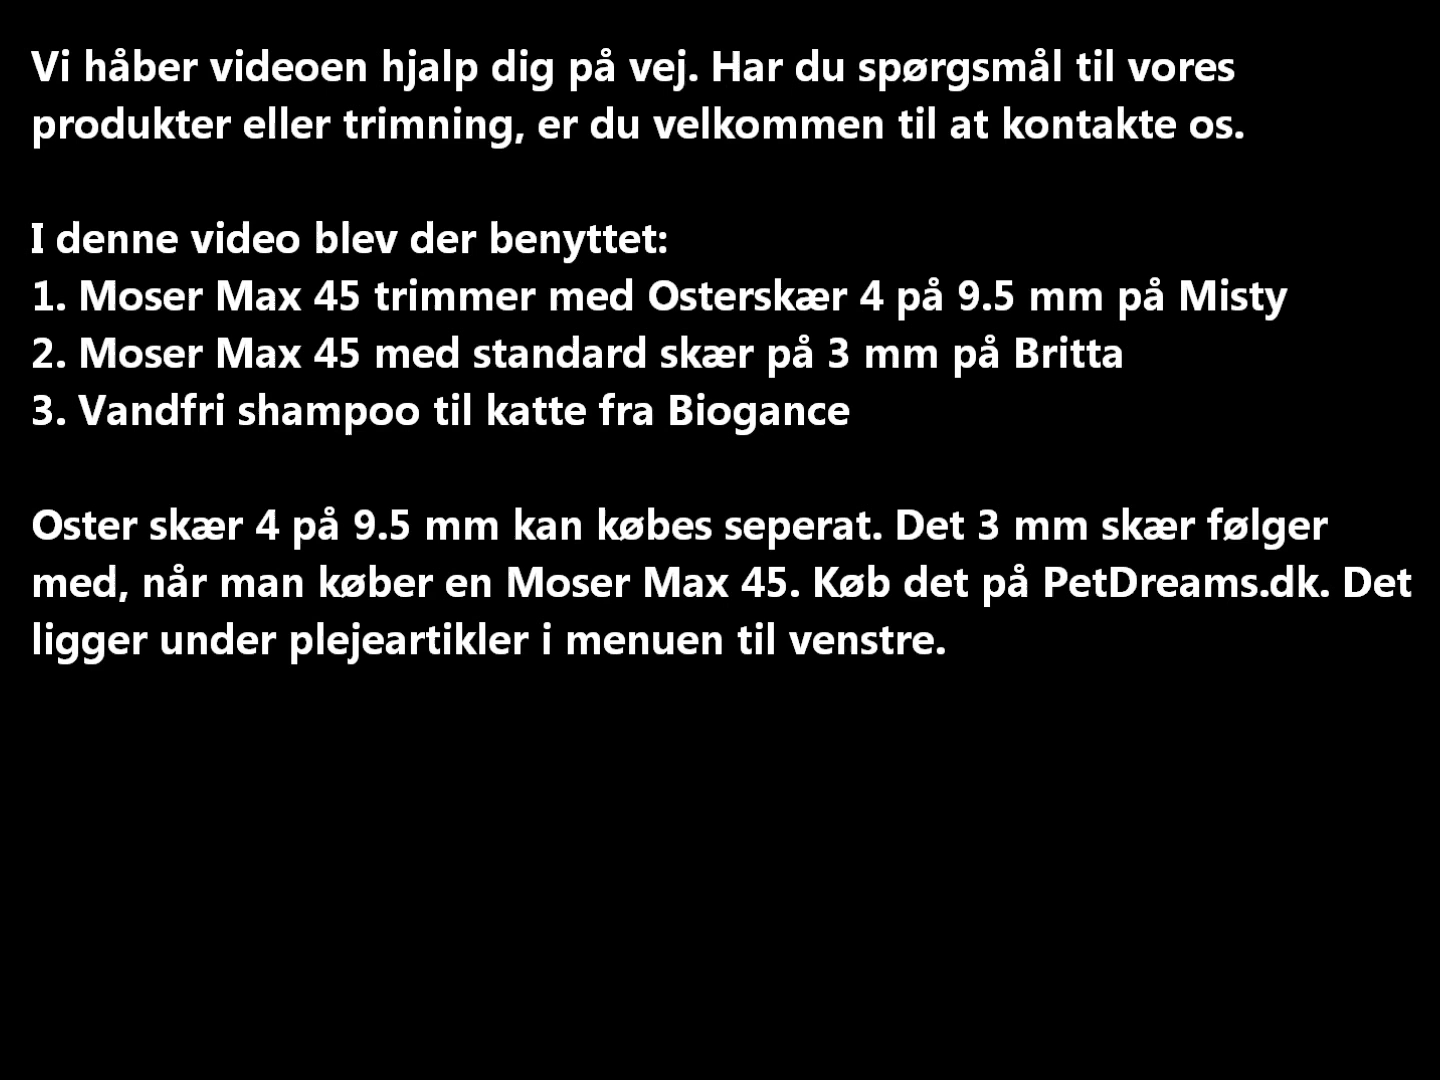 Vi håber videoen hjalp dig på vej. Har du spørgsmål til vores
produkter eller trimning, er du velkommen til at kontakte os.
I denne video blev der benyttet:
1. Moser Max 45 trimmer med Osterskær 4 på 9.5 mm på Misty
2. Moser Max 45 med standard skær på 3 mm på Britta
3. Vandfri shampoo til katte fra Biogance
Oster skær 4 på 9.5 mm kan købes seperat. Det 3 mm skær følger
med, når man køber en Moser Max 45. Køb det på PetDreams.dk. Det
ligger under plejeartikler i menuen til venstre.